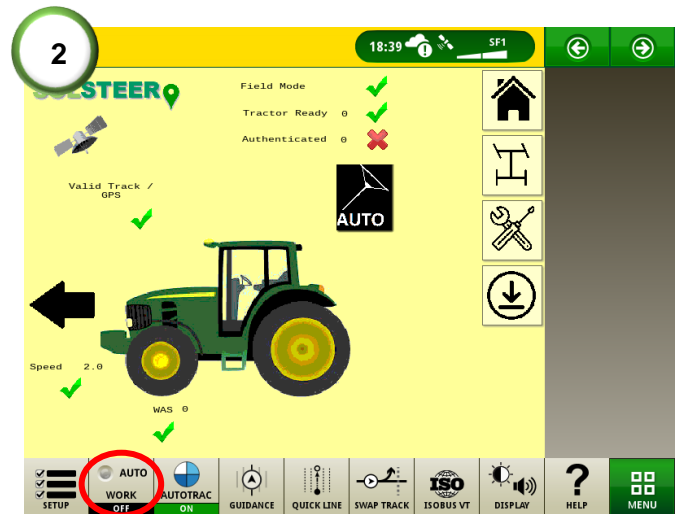 2
18:39
SF1
STEER
Field Mode
Tractor Ready 0
Authenticated 0
AUTO
Valid Track /
GPS
Speed 2.0
WAS 0
SETUP
AUTO
WORK
OFF
AUTOTRAC
ON
GUIDANCE
QUICK LINE
SWAP TRACK
ISO
ISOBUS VT
DISPLAY
?
HELP
MENU